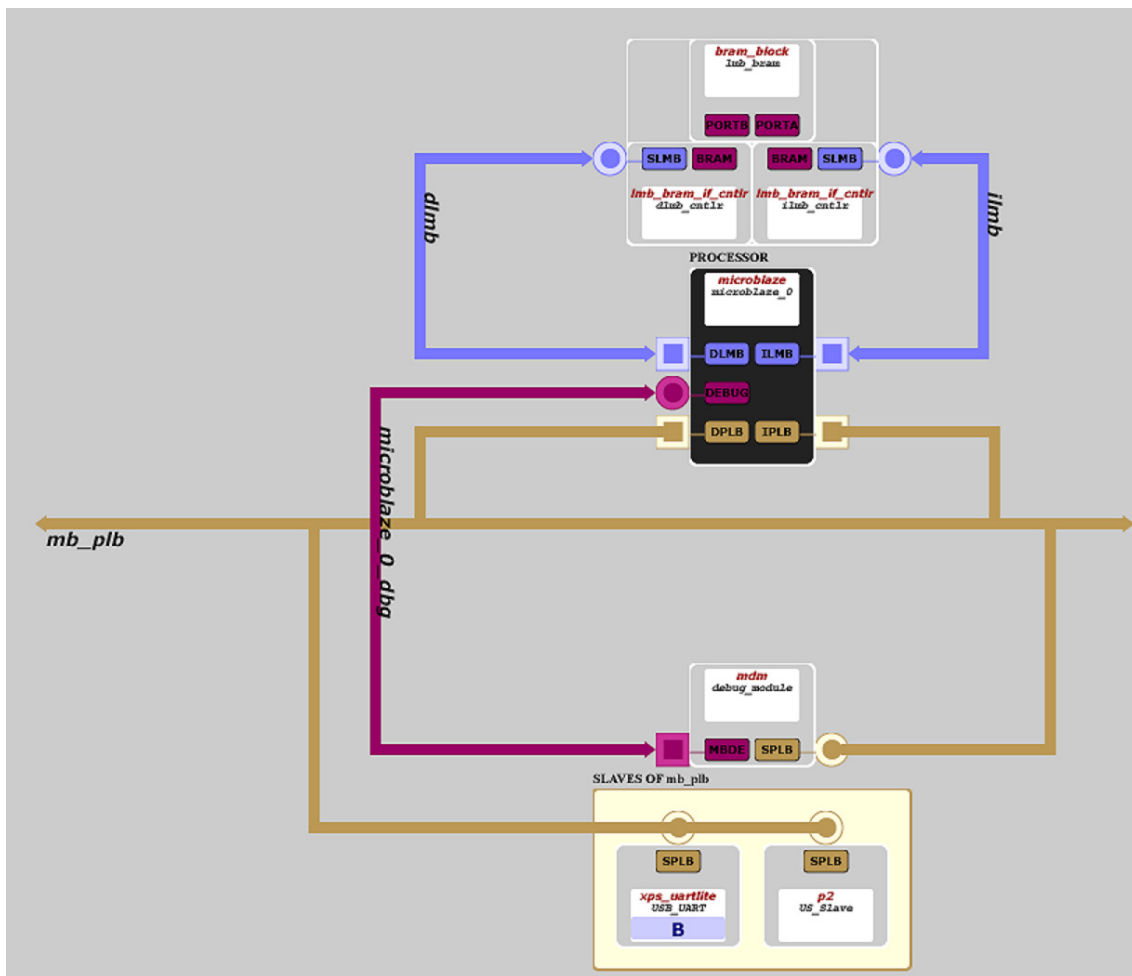 bram_block
lmb_bram
PORTB PORTA
SLMB BRAM BRAM SLMB
lmb_bram_if_cntlr lmb_bram_if_cntlr
dlmb_cntlr ilmb_cntlr
dlmb
ilmb
PROCESSOR
microblaze
microblaze_0
DLMB ILMB
DEBUG
DPLB IPLB
microblaze_0_dbg
mb_plb
mdm
debug_module
MBDE SPLB
SLAVES OF mb_plb
SPLB SPLB
xps_uartlite p2
USB_UART US_Slave
B